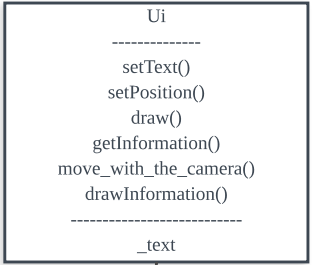 Ui
--------------
setText()
setPosition()
draw()
getInformation()
move_with_the_camera()
drawInformation()
---------------------------
_text